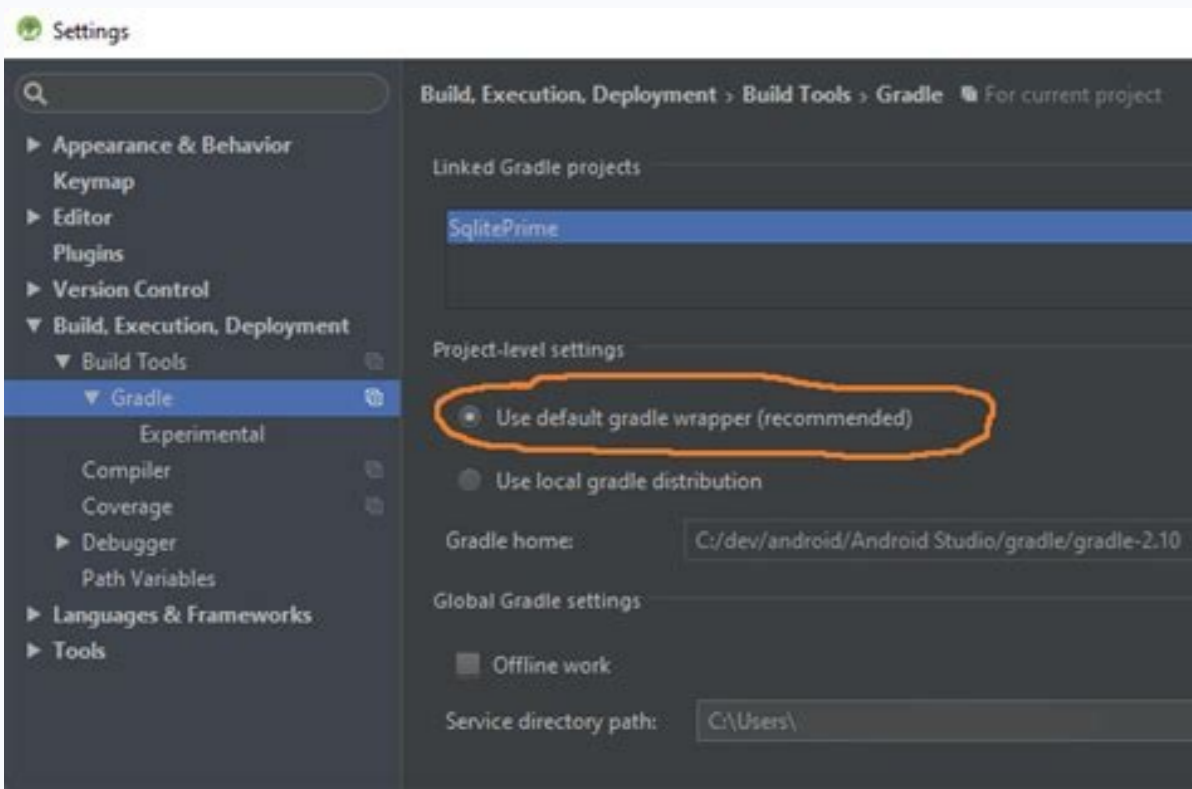 Settings
Build, Execution, Deployment › Build Tools › Gradle For current project
Appearance & Behavior
Keymap
Editor
Plugins
Version Control
Build, Execution, Deployment
Build Tools
Gradle
Experimental
Compiler
Coverage
Debugger
Path Variables
Languages & Frameworks
Tools
Linked Gradle projects
SqlitePrime
Project-level settings
Use default gradle wrapper (recommended)
Use local gradle distribution
Gradle home: C:/dev/android/Android Studio/gradle/gradle-2.10
Global Gradle settings
Offline work
Service directory path: C:\Users\